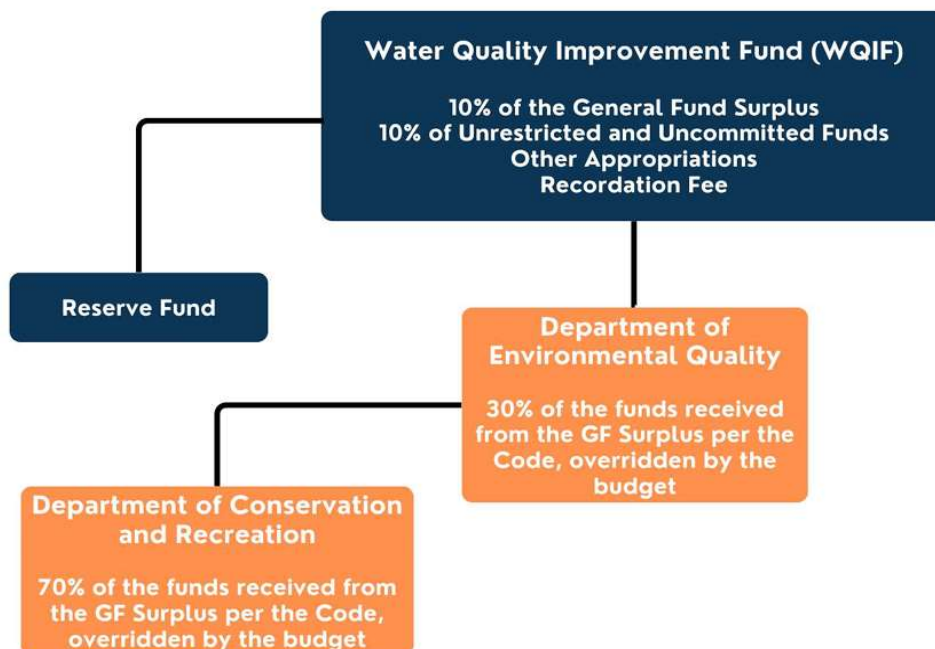 Water Quality Improvement Fund (WQIF)
10% of the General Fund Surplus
10% of Unrestricted and Uncommitted Funds
Other Appropriations
Recordation Fee
Reserve Fund
Department of
Environmental Quality
30% of the funds received
from the GF Surplus per the
Code, overridden by the
budget
Department of Conservation
and Recreation
70% of the funds received from
the GF Surplus per the Code,
overridden by the budget